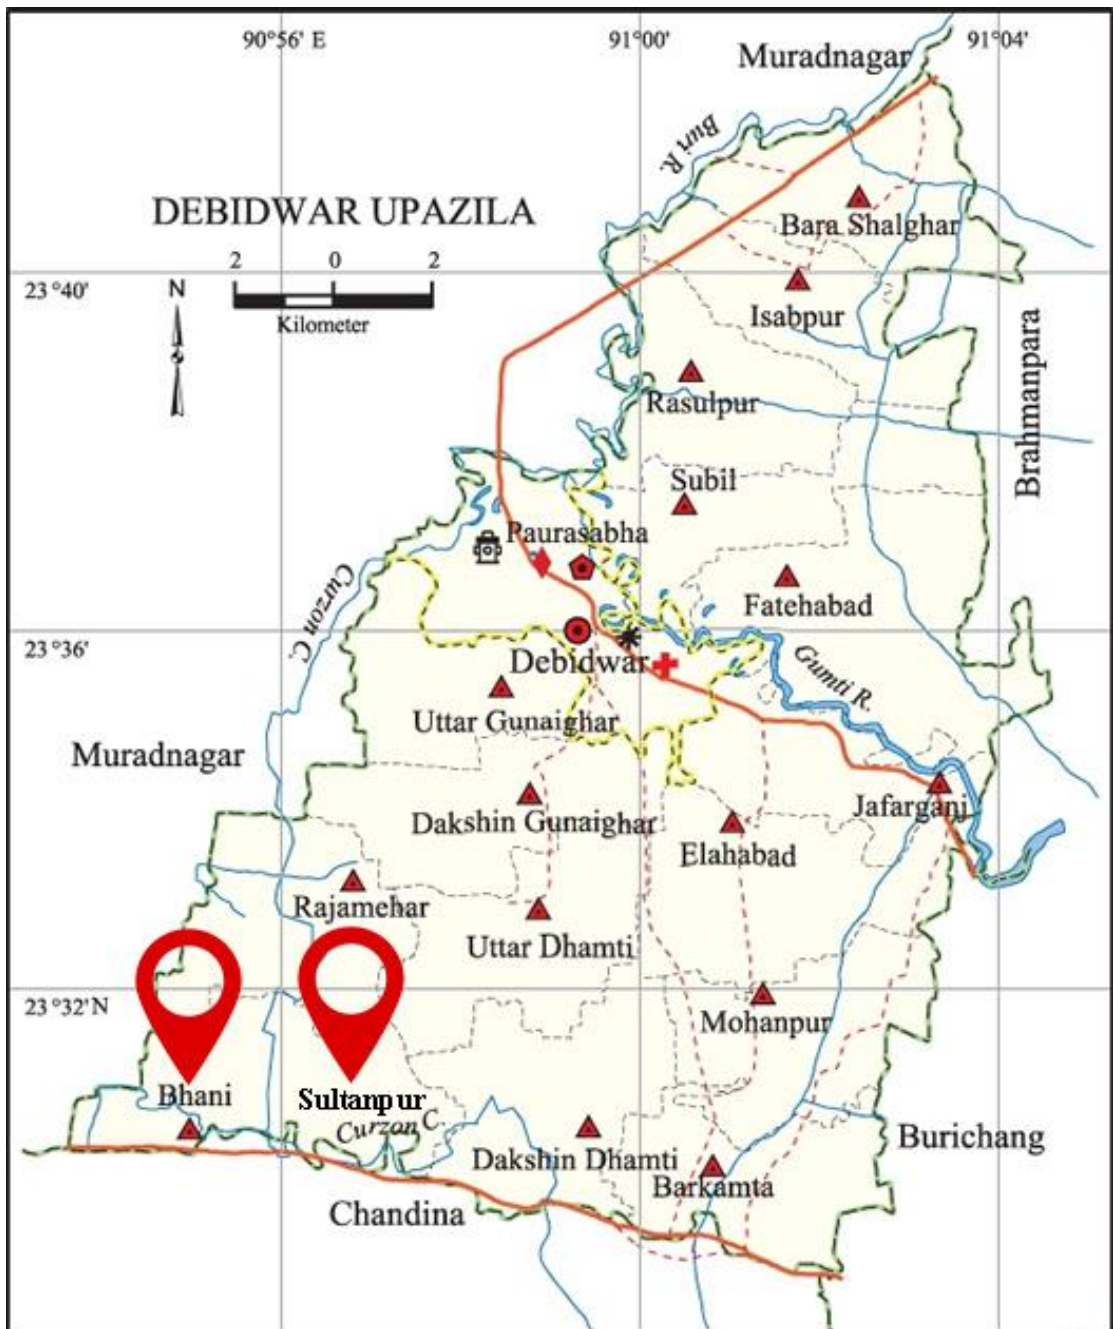 90°56' E
91°00'
91°04'
Muradnagar
Buri R.
DEBIDWAR UPAZILA
Bara Shalghar
2 0 2
Kilometer
N
23°40'
Isabpur
Brahmanpara
Rasulpur
Subil
Paurasabha
Curzon C.
Fatehabad
23°36'
Debidwar
Gumti R.
Uttar Gunaighar
Muradnagar
Jafarganj
Dakshin Gunaighar
Elahabad
Rajamehar
Uttar Dhamti
23°32'N
Mohanpur
Bhani
Sultanpur
Curzon C.
Burichang
Dakshin Dhamti
Barkamta
Chandina